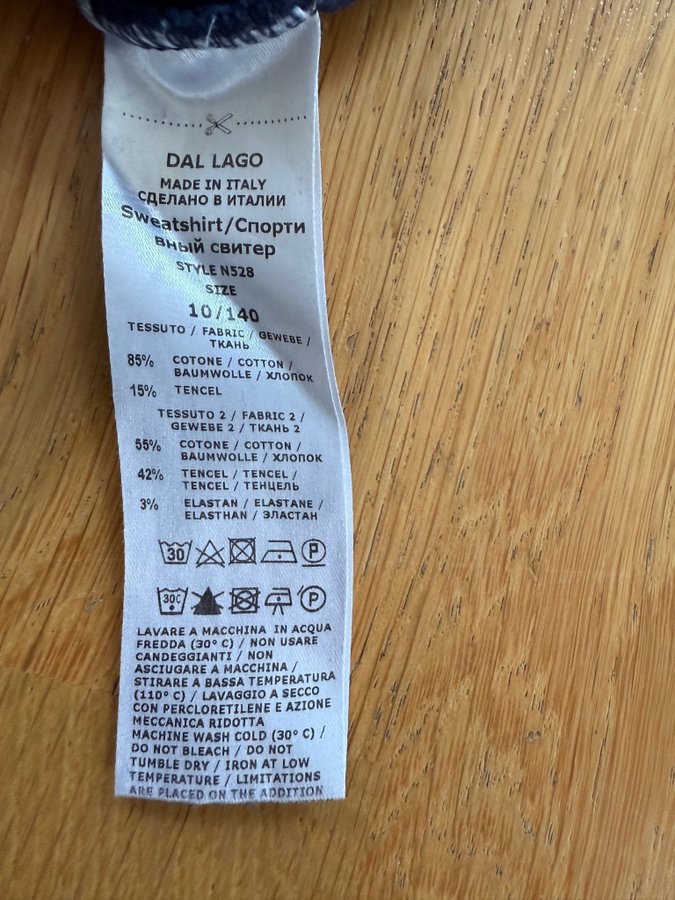 DAL LAGO
MADE IN ITALY
СДЕЛАНО В ИТАЛИИ
Sweatshirt/Спорти
вный свитер
STYLE N528
SIZE
10/140
TESSUTO / FABRIC / GEWEBE /
ТКАНЬ
85% COTONE / COTTON /
BAUMWOLLE / ХЛОПОК
15% TENCEL
TESSUTO 2 / FABRIC 2 /
GEWEBE 2 / ТКАНЬ 2
55% COTONE / COTTON /
BAUMWOLLE / ХЛОПОК
42% TENCEL / TENCEL /
TENCEL / ТЕНЦЕЛЬ
3% ELASTAN / ELASTANE /
ELASTHAN / ЭЛАСТАН
30 P
30C P
LAVARE A MACCHINA IN ACQUA
FREDDA (30° C) / NON USARE
CANDEGGIANTI / NON
ASCIUGARE A MACCHINA /
STIRARE A BASSA TEMPERATURA
(110° C) / LAVAGGIO A SECCO
CON PERCLORETILENE E AZIONE
MECCANICA RIDOTTA
MACHINE WASH COLD (30° C) /
DO NOT BLEACH / DO NOT
TUMBLE DRY / IRON AT LOW
TEMPERATURE / LIMITATIONS
ARE PLACED ON THE ADDITION